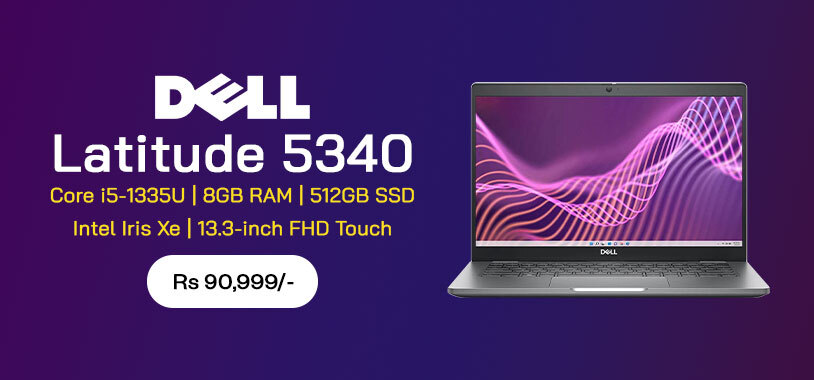 DELL
Latitude 5340
Core i5-1335U | 8GB RAM | 512GB SSD
Intel Iris Xe | 13.3-inch FHD Touch
Rs 90,999/-
DELL